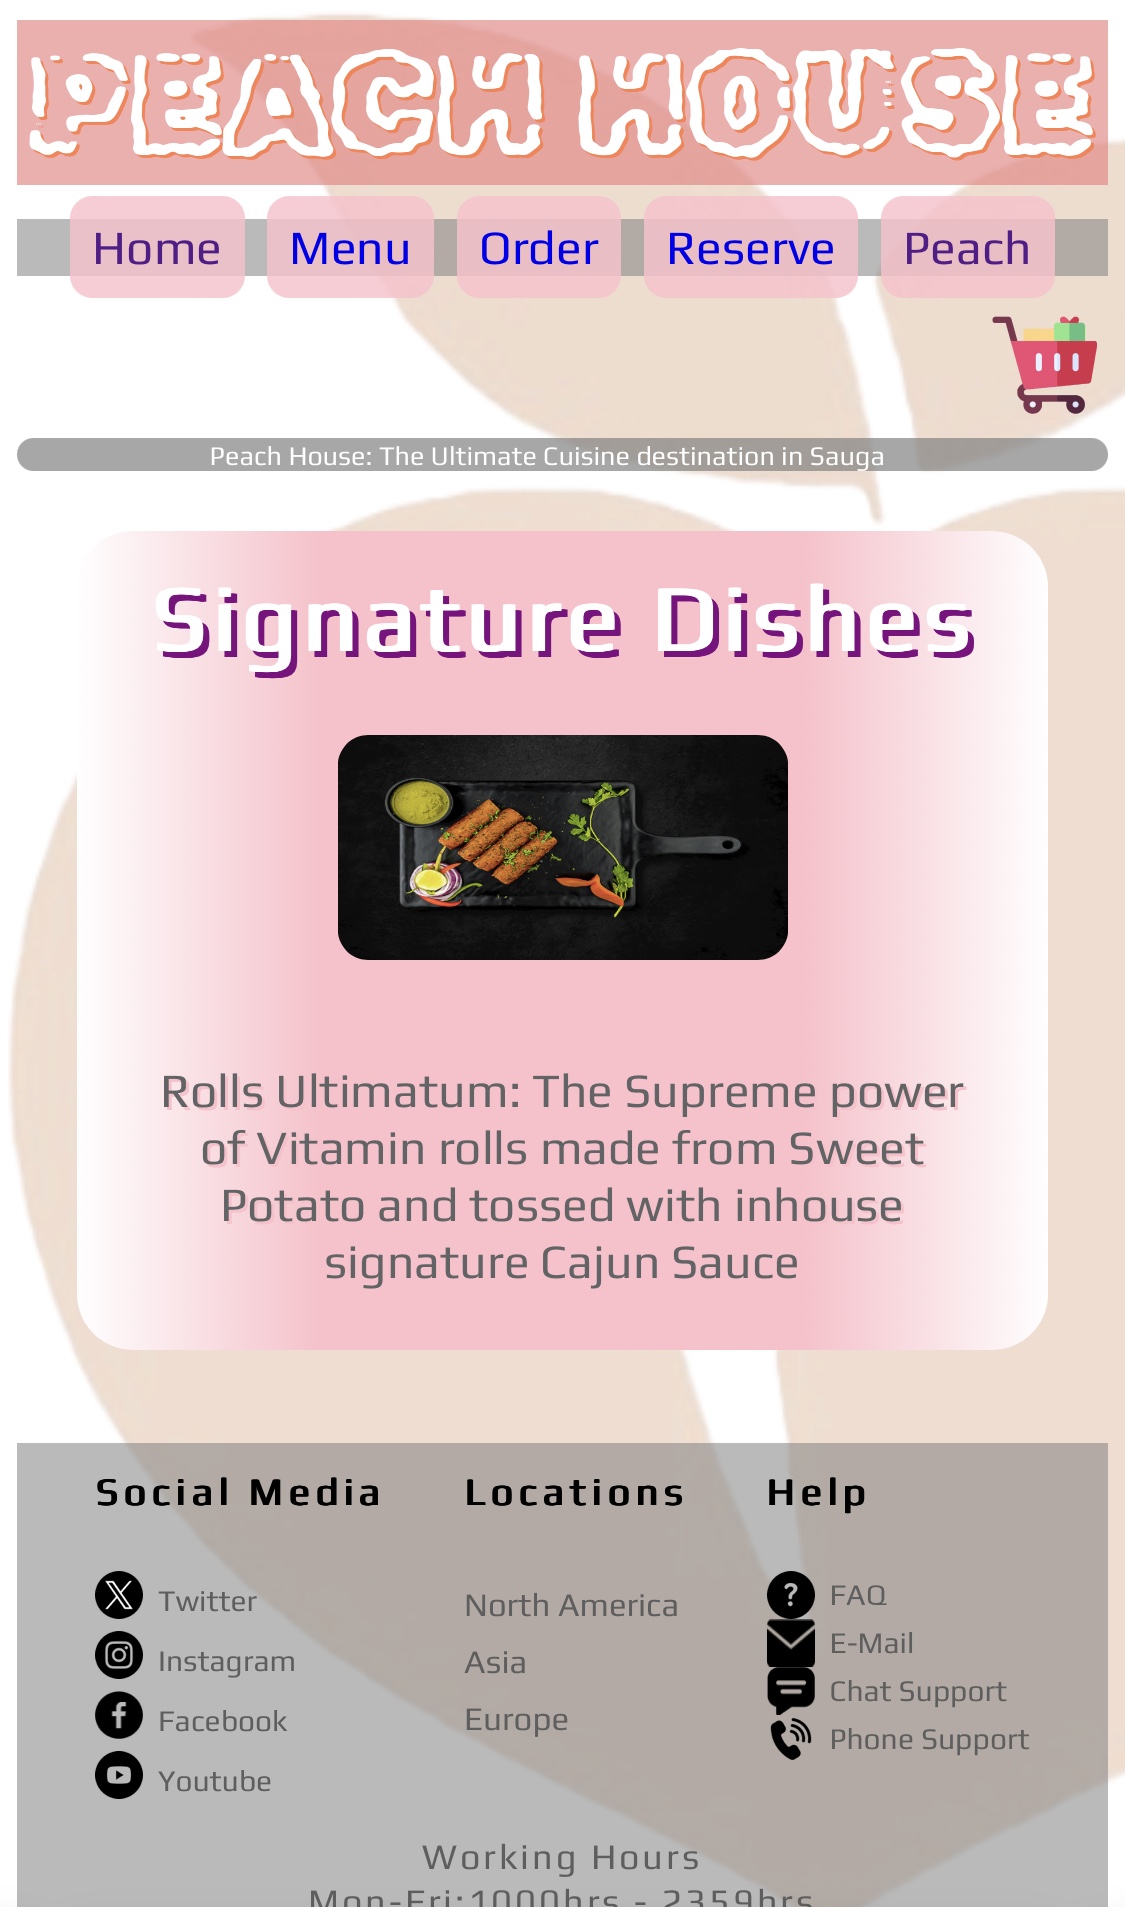 PEACH HOUSE
Home Menu Order Reserve Peach
Peach House: The Ultimate Cuisine destination in Sauga
Signature Dishes
Rolls Ultimatum: The Supreme power
of Vitamin rolls made from Sweet
Potato and tossed with inhouse
signature Cajun Sauce
Social Media
Twitter
Instagram
Facebook
Youtube
Locations
North America
Asia
Europe
Help
FAQ
E-Mail
Chat Support
Phone Support
Working Hours
Mon-Fri:1000hrs - 2359hrs